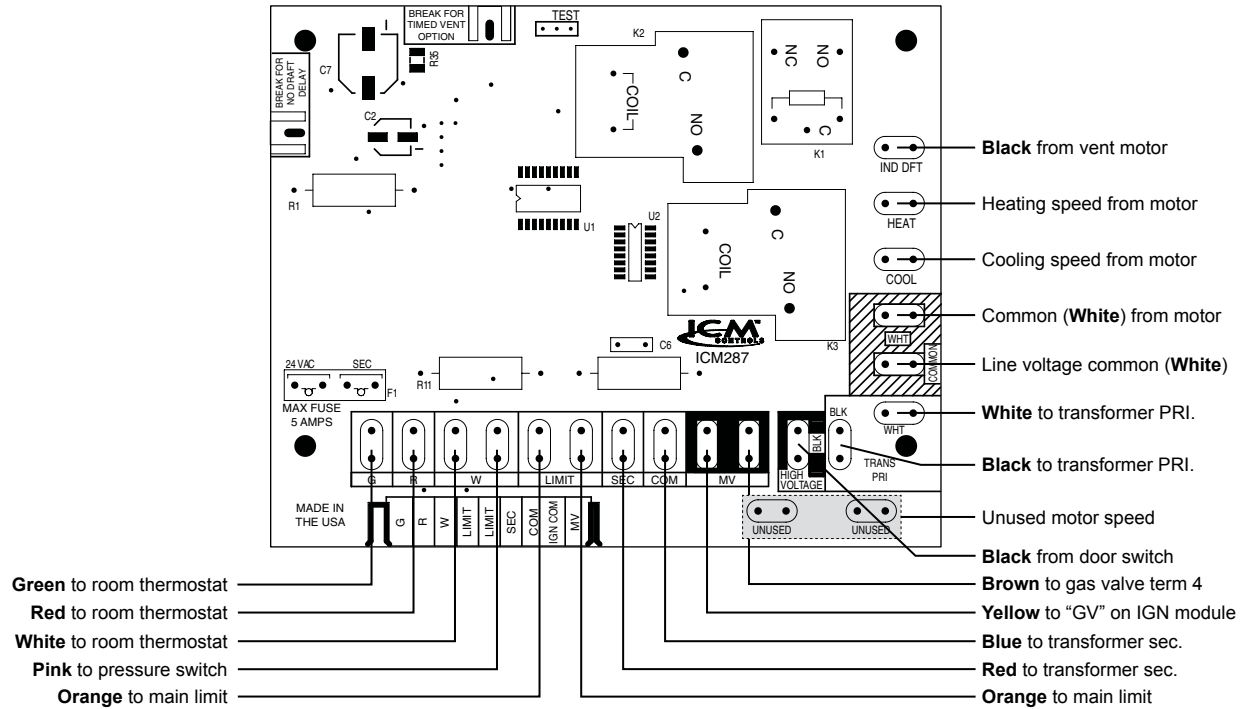 BREAK FOR
TIMED VENT
OPTION
TEST
BREAK FOR
NO DRAFT
DELAY
C7
R35
C2
K2
COIL
C
NO
NC
NO
C
K1
R1
U1
U2
COIL
C
NO
K3
IND DFT
HEAT
COOL
WHT
COMMON
WHT
ICM™
CONTROLS
ICM287
C6
R11
24 VAC
SEC
F1
MAX FUSE
5 AMPS
G
R
W
LIMIT
SEC
COM
MV
HIGH
VOLTAGE
BLK
BLK
TRANS
PRI
UNUSED
UNUSED
MADE IN
THE USA
G
R
W
LIMIT
LIMIT
SEC
COM
IGN COM
MV
Black from vent motor
Heating speed from motor
Cooling speed from motor
Common (White) from motor
Line voltage common (White)
White to transformer PRI.
Black to transformer PRI.
Unused motor speed
Black from door switch
Brown to gas valve term 4
Yellow to “GV” on IGN module
Blue to transformer sec.
Red to transformer sec.
Orange to main limit
Green to room thermostat
Red to room thermostat
White to room thermostat
Pink to pressure switch
Orange to main limit